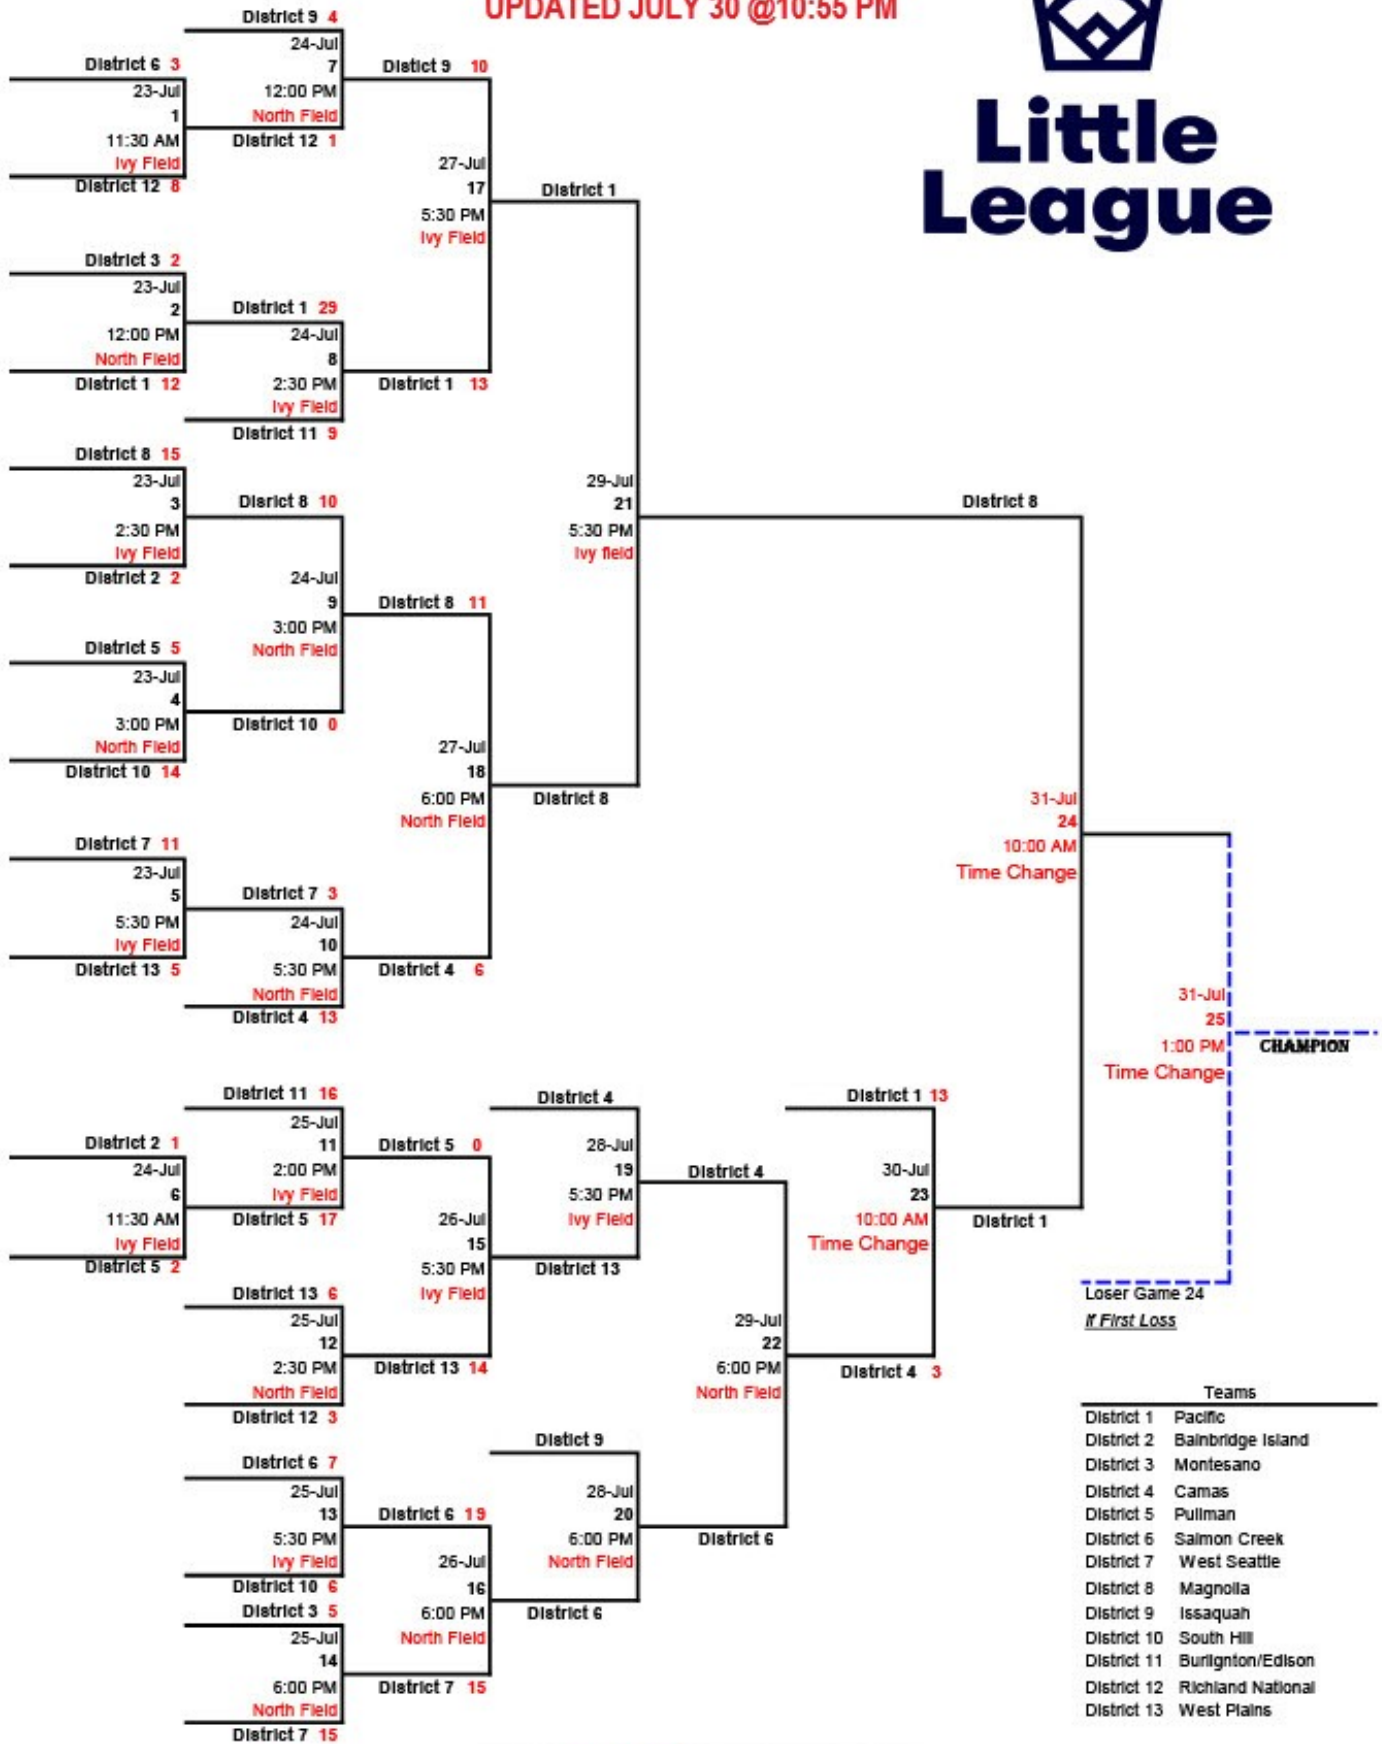 UPDATED JULY 30 @10:55 PM
Little
League
District 9 4
24-Jul
7
12:00 PM
North Field
District 12 1
District 6 3
23-Jul
1
11:30 AM
Ivy Field
District 12 8
Distict 9 10
27-Jul
17
5:30 PM
Ivy Field
District 1
District 3 2
23-Jul
2
12:00 PM
North Field
District 1 12
District 1 29
24-Jul
8
2:30 PM
Ivy Field
District 11 9
District 1 13
District 8 15
23-Jul
3
2:30 PM
Ivy Field
District 2 2
Disrict 8 10
24-Jul
9
3:00 PM
North Field
District 8 11
29-Jul
21
5:30 PM
Ivy field
District 8
District 5 5
23-Jul
4
3:00 PM
North Field
District 10 14
District 10 0
27-Jul
18
6:00 PM
North Field
District 8
31-Jul
24
10:00 AM
Time Change
District 7 11
23-Jul
5
5:30 PM
Ivy Field
District 13 5
District 7 3
24-Jul
10
5:30 PM
North Field
District 4 13
District 4 6
31-Jul
25
1:00 PM
Time Change
CHAMPION
District 11 16
25-Jul
11
2:00 PM
Ivy Field
District 5 17
District 2 1
24-Jul
6
11:30 AM
Ivy Field
District 5 2
District 5 0
26-Jul
15
5:30 PM
Ivy Field
District 13 14
District 4
28-Jul
19
5:30 PM
Ivy Field
District 13
District 4
District 1 13
30-Jul
23
10:00 AM
Time Change
District 1
District 13 6
25-Jul
12
2:30 PM
North Field
District 12 3
29-Jul
22
6:00 PM
North Field
District 4 3
Loser Game 24
If First Loss
District 6 7
25-Jul
13
5:30 PM
Ivy Field
District 10 6
District 6 19
26-Jul
16
6:00 PM
North Field
District 7 15
Distict 9
28-Jul
20
6:00 PM
North Field
District 6
District 6
District 3 5
25-Jul
14
6:00 PM
North Field
District 7 15
Teams
District 1 Pacific
District 2 Bainbridge Island
District 3 Montesano
District 4 Camas
District 5 Pullman
District 6 Salmon Creek
District 7 West Seattle
District 8 Magnolia
District 9 Issaquah
District 10 South Hill
District 11 Burlignton/Edison
District 12 Richland National
District 13 West Plains